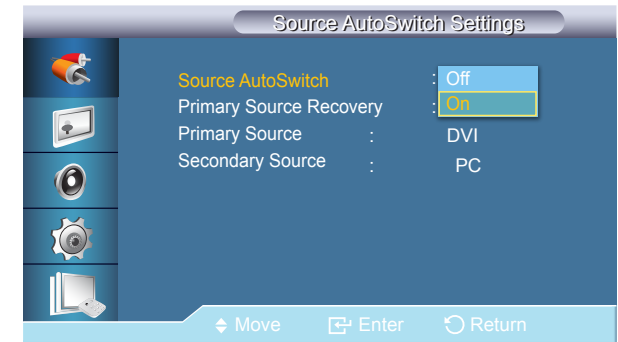 Source AutoSwitch Settings
Source AutoSwitch : Off
Primary Source Recovery : On
Primary Source : DVI
Secondary Source : PC
Move Enter Return